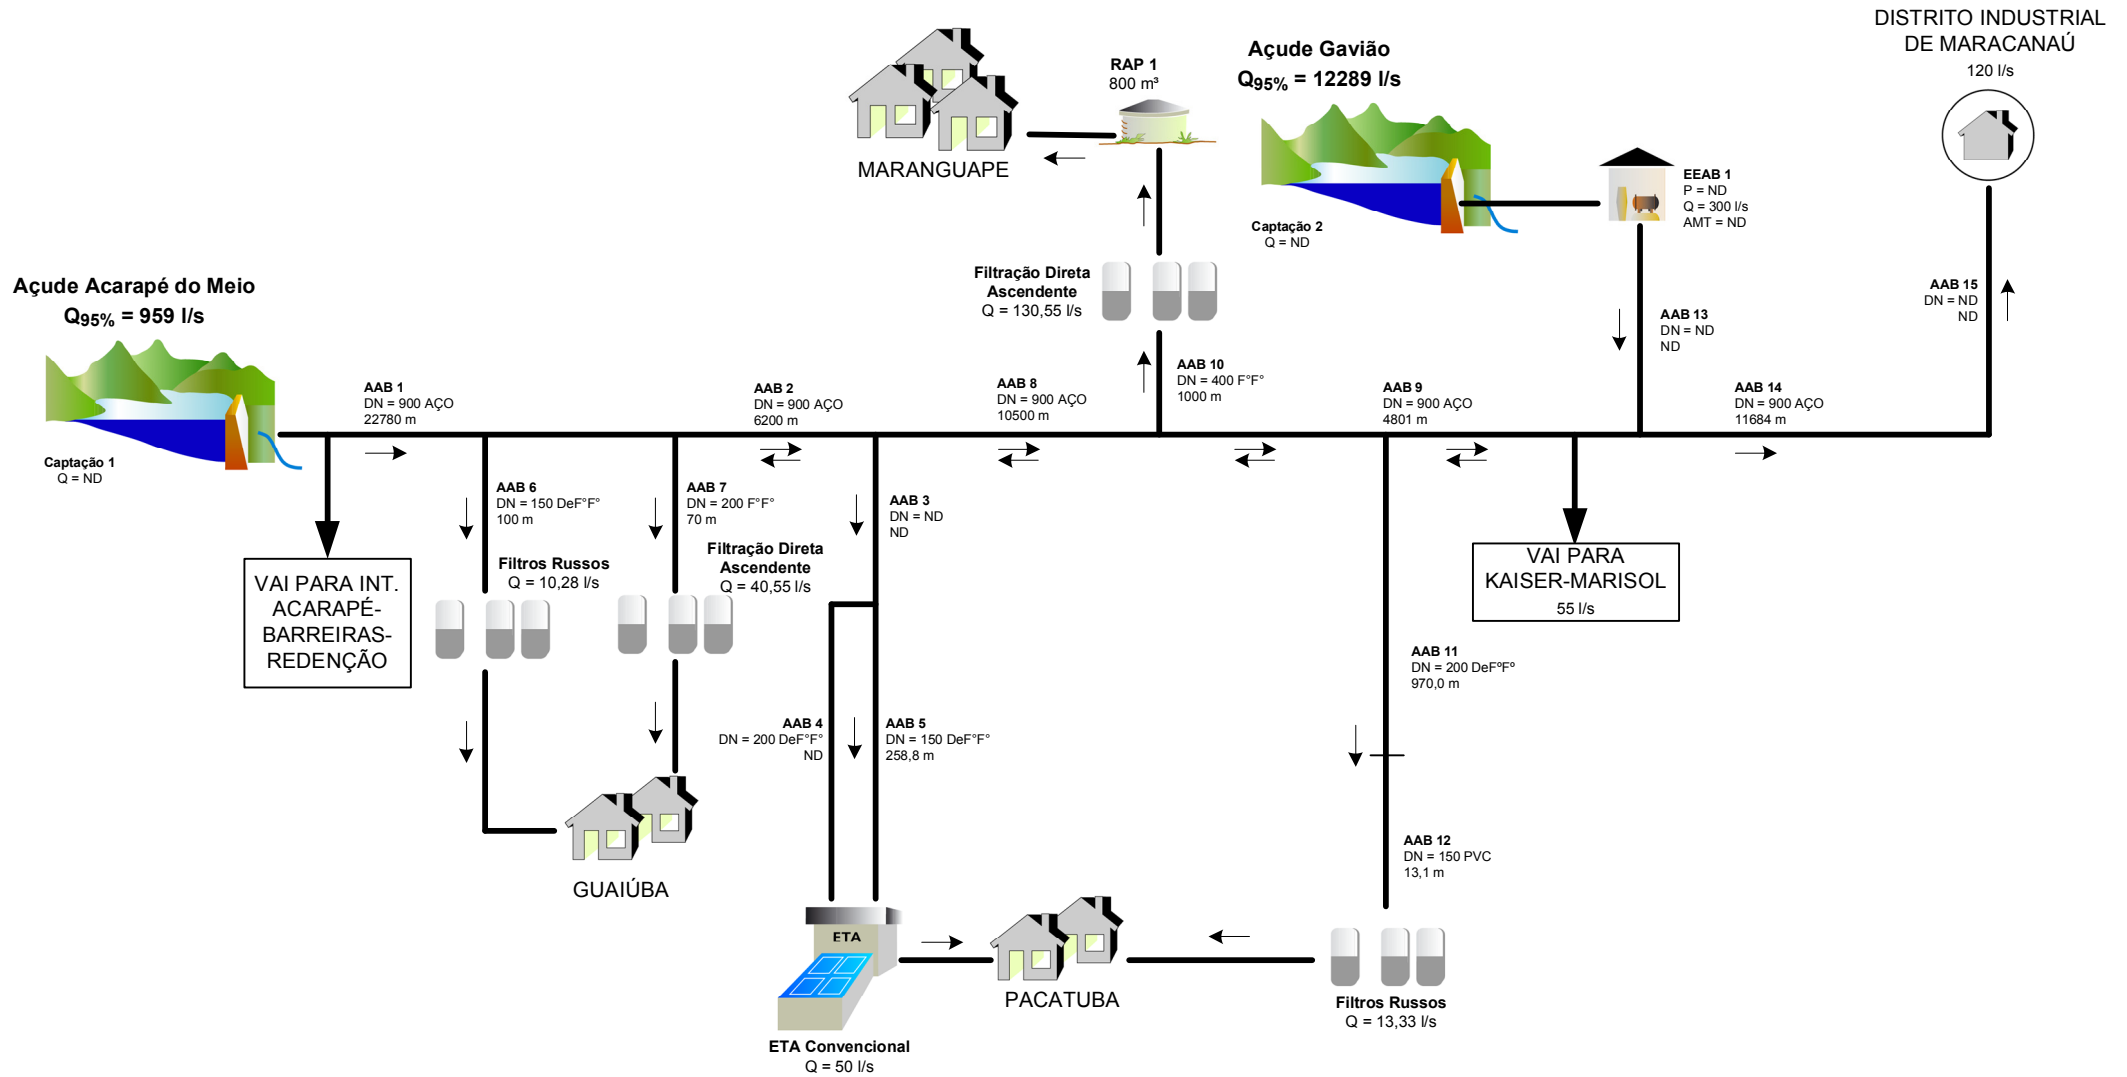 DISTRITO INDUSTRIAL
DE MARACANAÚ
120 l/s
Açude Gavião
Q95% = 12289 l/s
RAP 1
800 m³
MARANGUAPE
EEAB 1
P = ND
Q = 300 l/s
AMT = ND
Captação 2
Q = ND
Filtração Direta
Ascendente
Q = 130,55 l/s
Açude Acarapé do Meio
Q95% = 959 l/s
AAB 15
DN = ND
ND
AAB 13
DN = ND
ND
AAB 1
DN = 900 AÇO
22780 m
AAB 2
DN = 900 AÇO
6200 m
AAB 8
DN = 900 AÇO
10500 m
AAB 10
DN = 400 F°F°
1000 m
AAB 9
DN = 900 AÇO
4801 m
AAB 14
DN = 900 AÇO
11684 m
Captação 1
Q = ND
AAB 6
DN = 150 DeF°F°
100 m
AAB 7
DN = 200 F°F°
70 m
AAB 3
DN = ND
ND
Filtros Russos
Q = 10,28 l/s
Filtração Direta
Ascendente
Q = 40,55 l/s
VAI PARA INT.
ACARAPÉ-
BARREIRAS-
REDENÇÃO
VAI PARA
KAISER-MARISOL
55 l/s
AAB 11
DN = 200 DeFºFº
970,0 m
AAB 4
DN = 200 DeF°F°
ND
AAB 5
DN = 150 DeF°F°
258,8 m
AAB 12
DN = 150 PVC
13,1 m
GUAIÚBA
ETA
PACATUBA
Filtros Russos
Q = 13,33 l/s
ETA Convencional
Q = 50 l/s